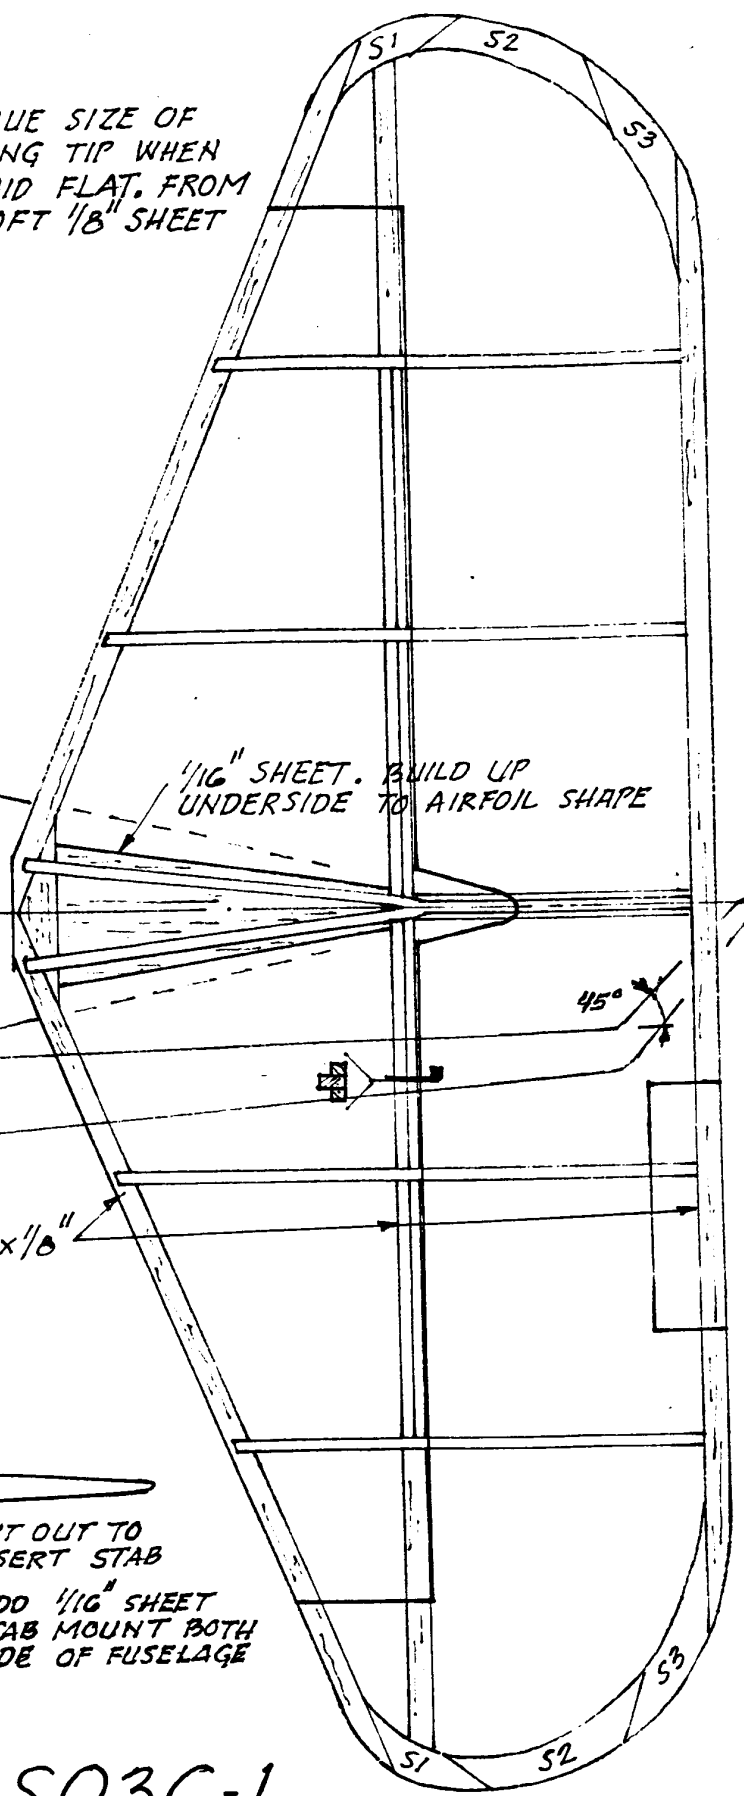 S1
S2
S3
UE SIZE OF
NG TIP WHEN
ID FLAT. FROM
OFT 1/8" SHEET
1/16" SHEET. BUILD UP
UNDERSIDE TO AIRFOIL SHAPE
45°
x 1/8"
T OUT TO
SERT STAB
DD 1/16" SHEET
TAB MOUNT BOTH
DE OF FUSELAGE
S3
S1
S2
SO3C-1